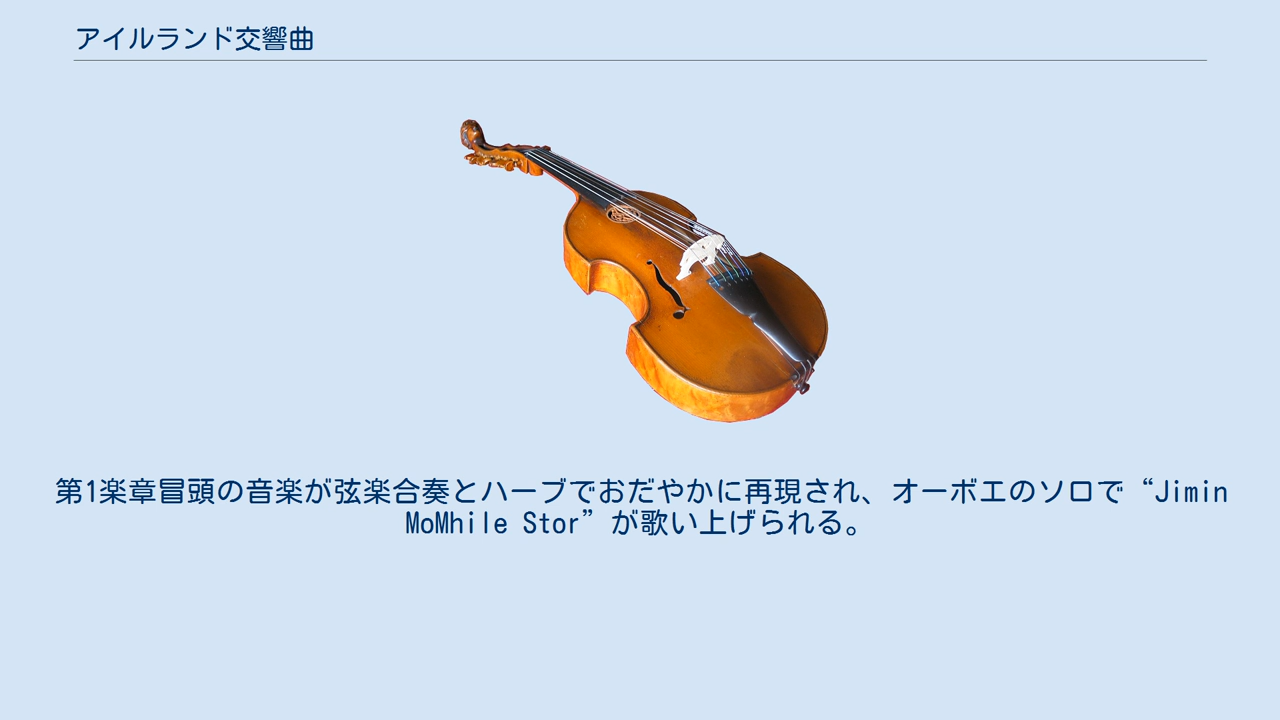 アイルランド交響曲
第1楽章冒頭の音楽が弦楽合奏とハープでおだやかに再現され、オーボエのソロで“Jimin
MoMhile Stor”が歌い上げられる。